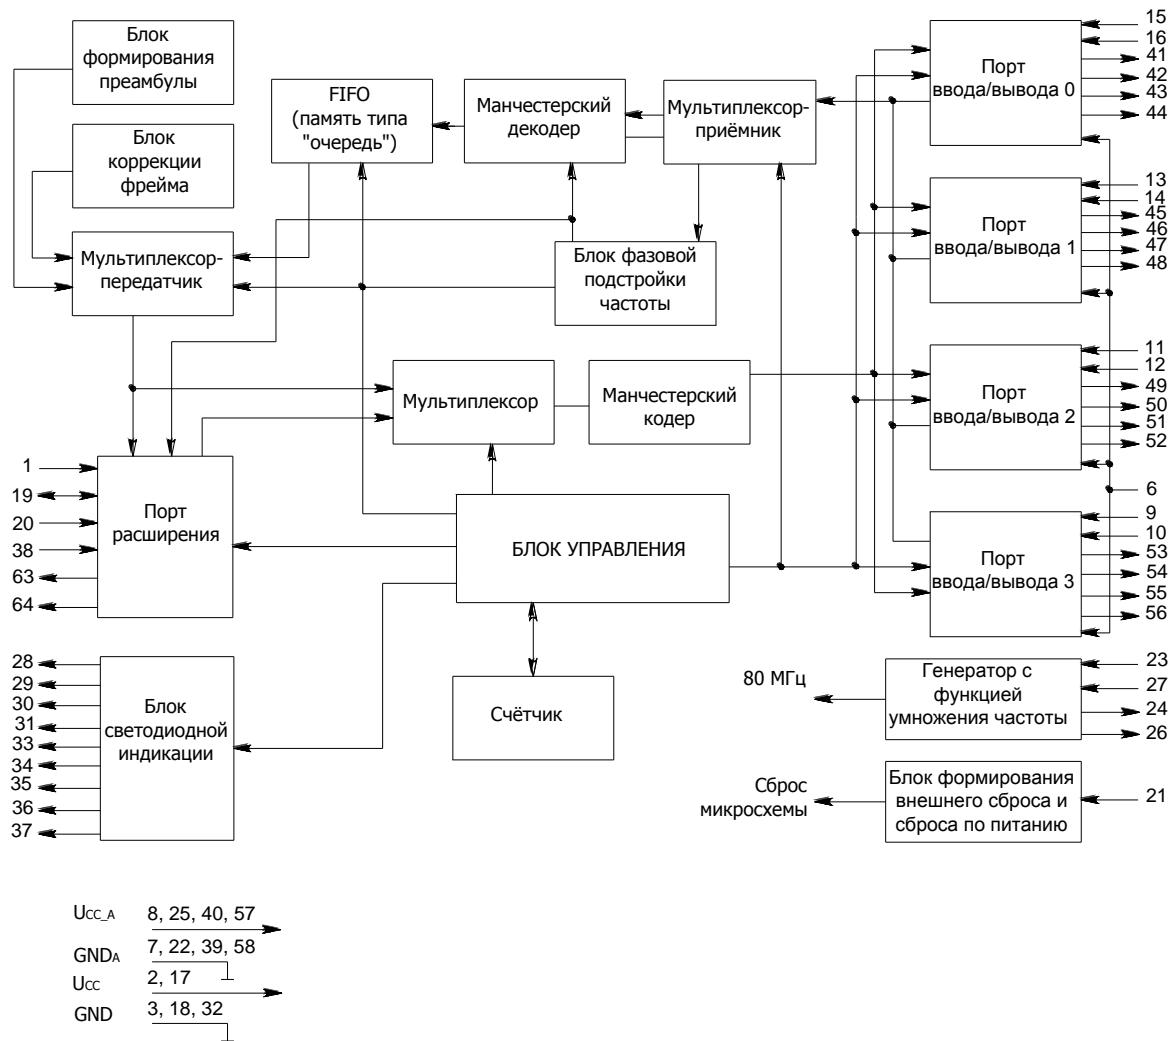 Блок
формирования
преамбулы
Блок
коррекции
фрейма
Мультиплексор-
передатчик
FIFO
(память типа
"очередь")
Манчестерский
декодер
Мультиплексор-
приёмник
Блок фазовой
подстройки
частоты
Мультиплексор
Манчестерский
кодер
Порт
ввода/вывода 0
15
16
41
42
43
44
Порт
ввода/вывода 1
13
14
45
46
47
48
Порт
ввода/вывода 2
11
12
49
50
51
52
6
Порт
ввода/вывода 3
9
10
53
54
55
56
1
19
20
38
63
64
Порт
расширения
БЛОК УПРАВЛЕНИЯ
Счётчик
28
29
30
31
33
34
35
36
37
Блок
светодиодной
индикации
80 МГц
Генератор с
функцией
умножения частоты
23
27
24
26
Сброс
микросхемы
Блок формирования
внешнего сброса и
сброса по питанию
21
UCC_A 8, 25, 40, 57
GNDA 7, 22, 39, 58
UCC 2, 17
GND 3, 18, 32